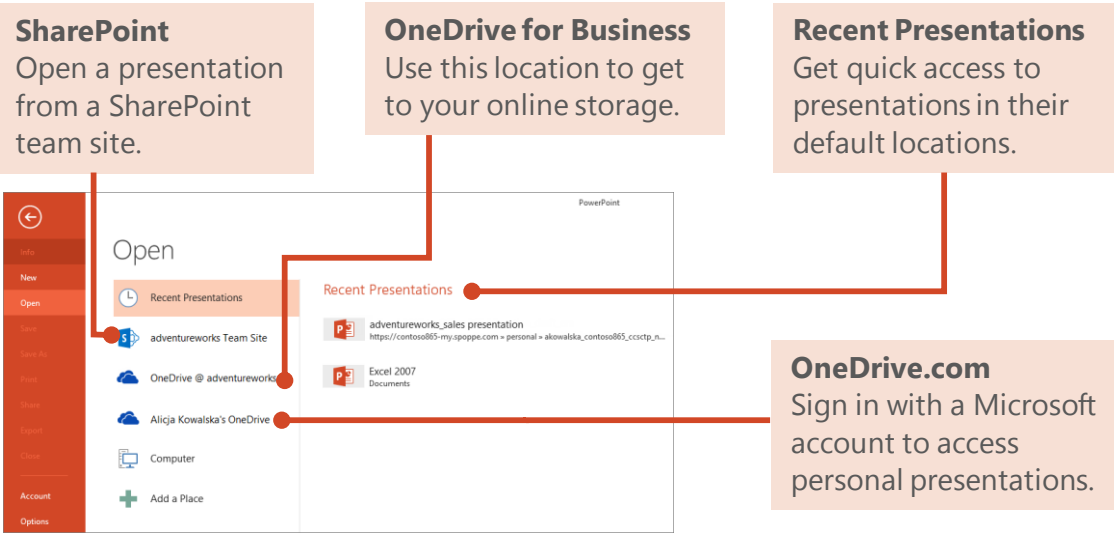 SharePoint
Open a presentation
from a SharePoint
team site.
OneDrive for Business
Use this location to get
to your online storage.
Recent Presentations
Get quick access to
presentations in their
default locations.
PowerPoint
Info
New
Open
Save
Save As
Print
Share
Export
Close
Account
Options
Open
Recent Presentations
adventureworks Team Site
OneDrive @ adventureworks
Alicja Kowalska's OneDrive
Computer
Add a Place
Recent Presentations
adventureworks_sales presentation
https://contoso865-my.spoppe.com » personal » akowalska_contoso865_ccsctp_n...
Excel 2007
Documents
OneDrive.com
Sign in with a Microsoft
account to access
personal presentations.